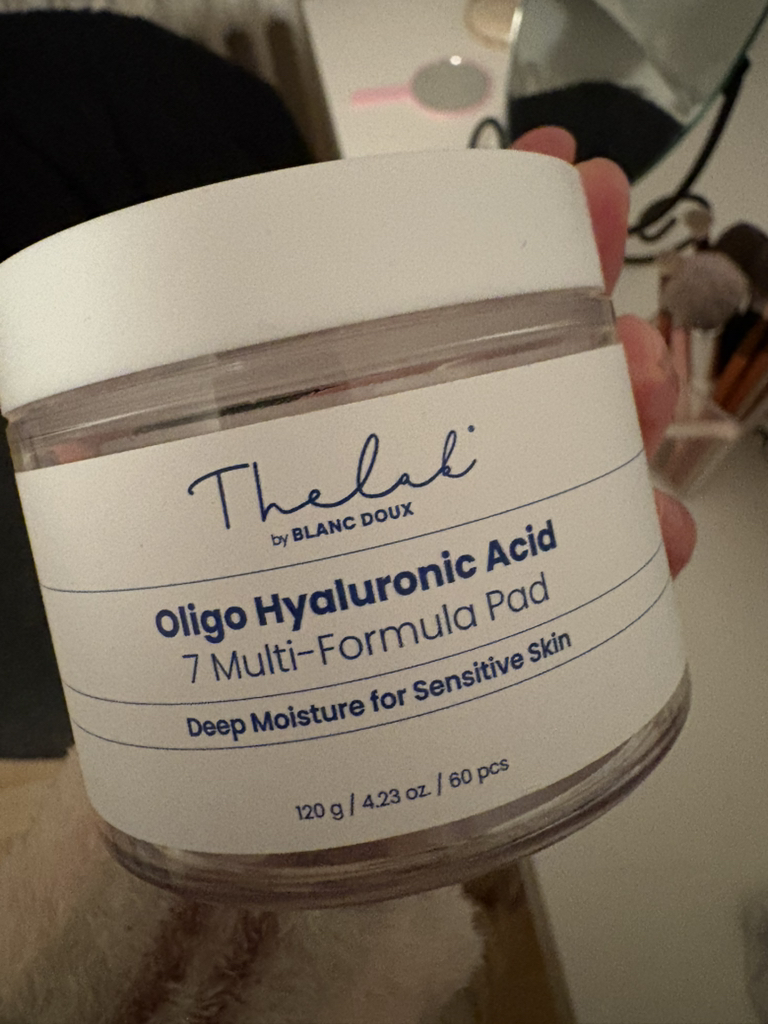 Thelab
by BLANC DOUX
Oligo Hyaluronic Acid
7 Multi-Formula Pad
Deep Moisture for Sensitive Skin
120 g / 4.23 oz. / 60 pcs